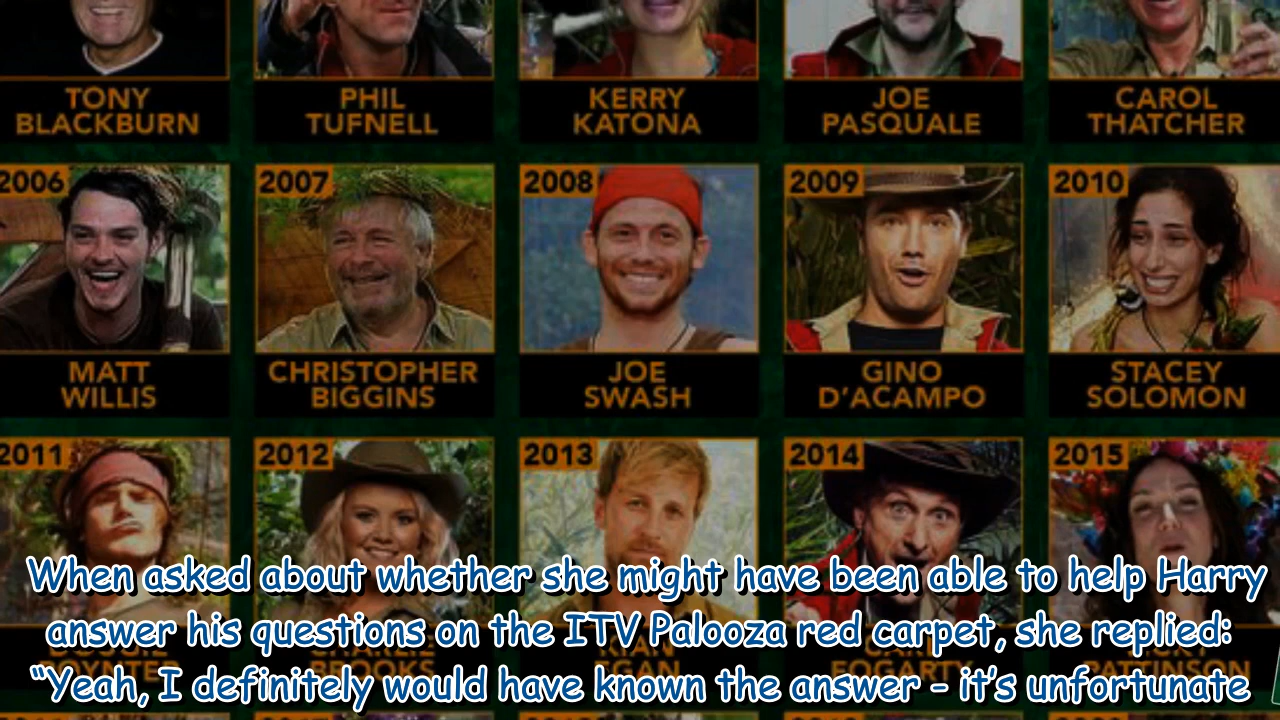 TONY BLACKBURN
PHIL TUFNELL
KERRY KATONA
JOE PASQUALE
CAROL THATCHER
2006
2007
2008
2009
2010
MATT WILLIS
CHRISTOPHER BIGGINS
JOE SWASH
GINO D'ACAMPO
STACEY SOLOMON
2011
2012
2013
2014
2015
When asked about whether she might have been able to help Harry
answer his questions on the ITV Palooza red carpet, she replied:
“Yeah, I definitely would have known the answer - it’s unfortunate